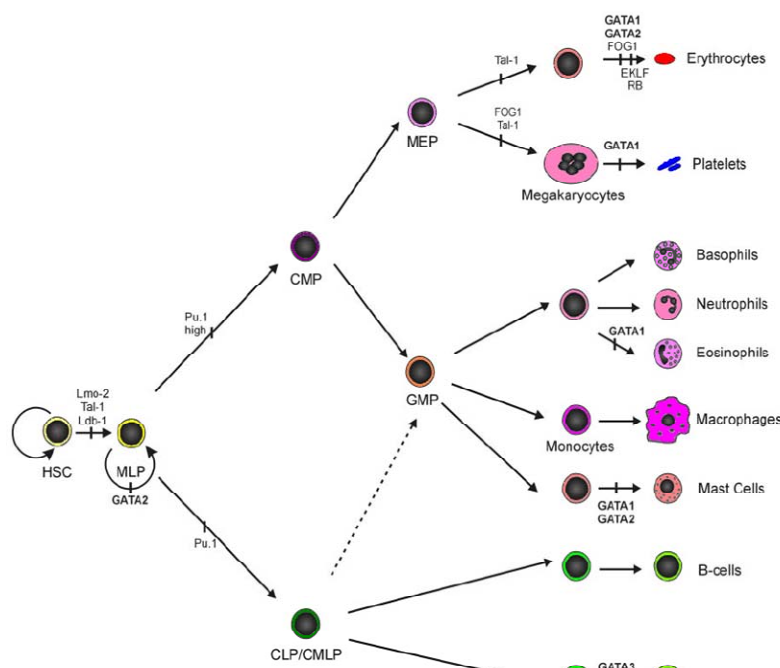 GATA1
GATA2
FOG1
Tal-1
EKLF
RB
Erythrocytes
MEP
FOG1
Tal-1
GATA1
Megakaryocytes
Platelets
CMP
Basophils
Neutrophils
GATA1
Eosinophils
Pu.1
high
GMP
Monocytes
Macrophages
Lmo-2
Tal-1
Ldb-1
HSC
MLP
GATA2
Mast Cells
GATA1
GATA2
Pu.1
B-cells
CLP/CMLP
GATA3